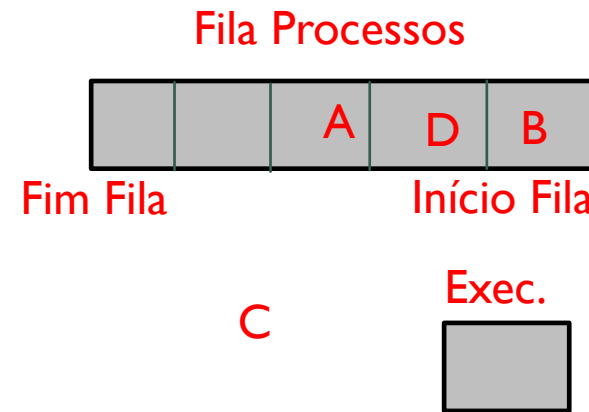 Fila Processos
A D B
Fim Fila Início Fila
Exec.
C